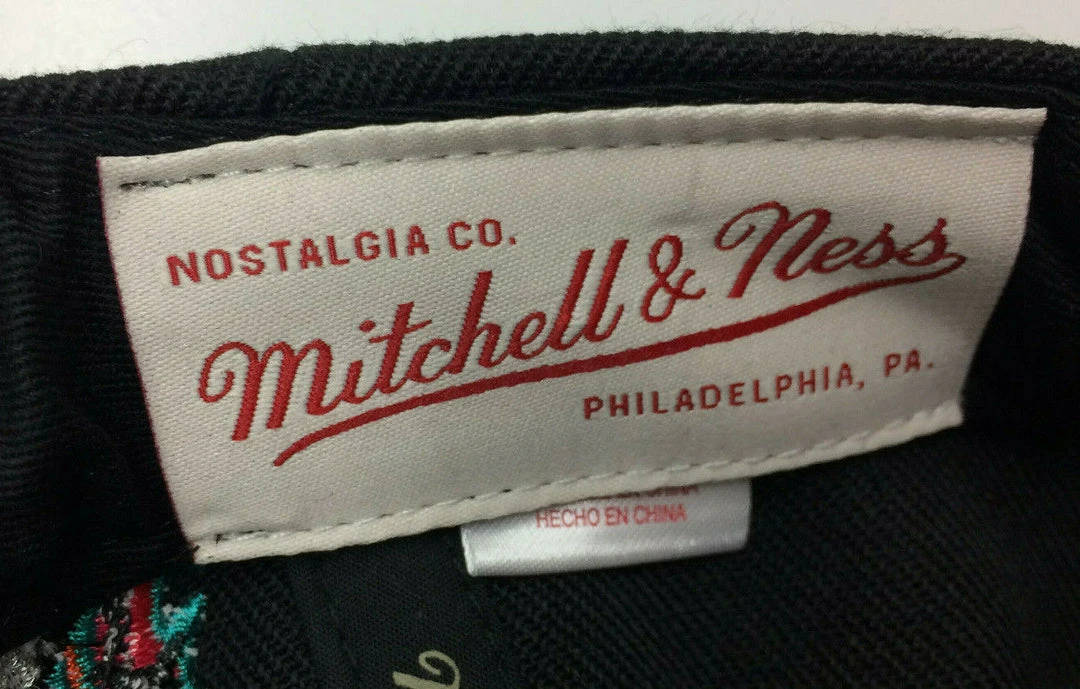 NOSTALGIA CO.
Mitchell & Ness
PHILADELPHIA, PA.
HECHO EN CHINA